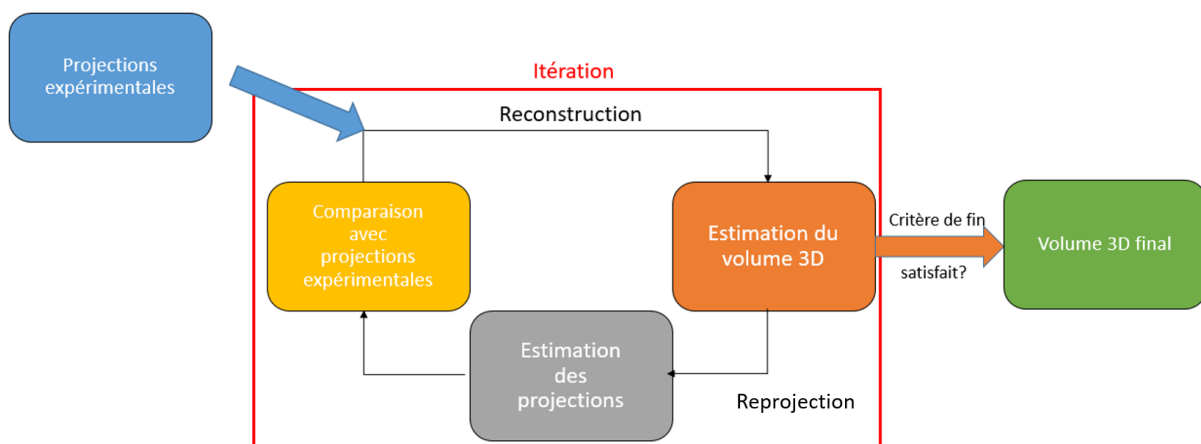 Projections
expérimentales
Itération
Reconstruction
Comparaison
avec
projections
expérimentales
Estimation du
volume 3D
Critère de fin
satisfait?
Volume 3D final
Estimation
des
projections
Reprojection